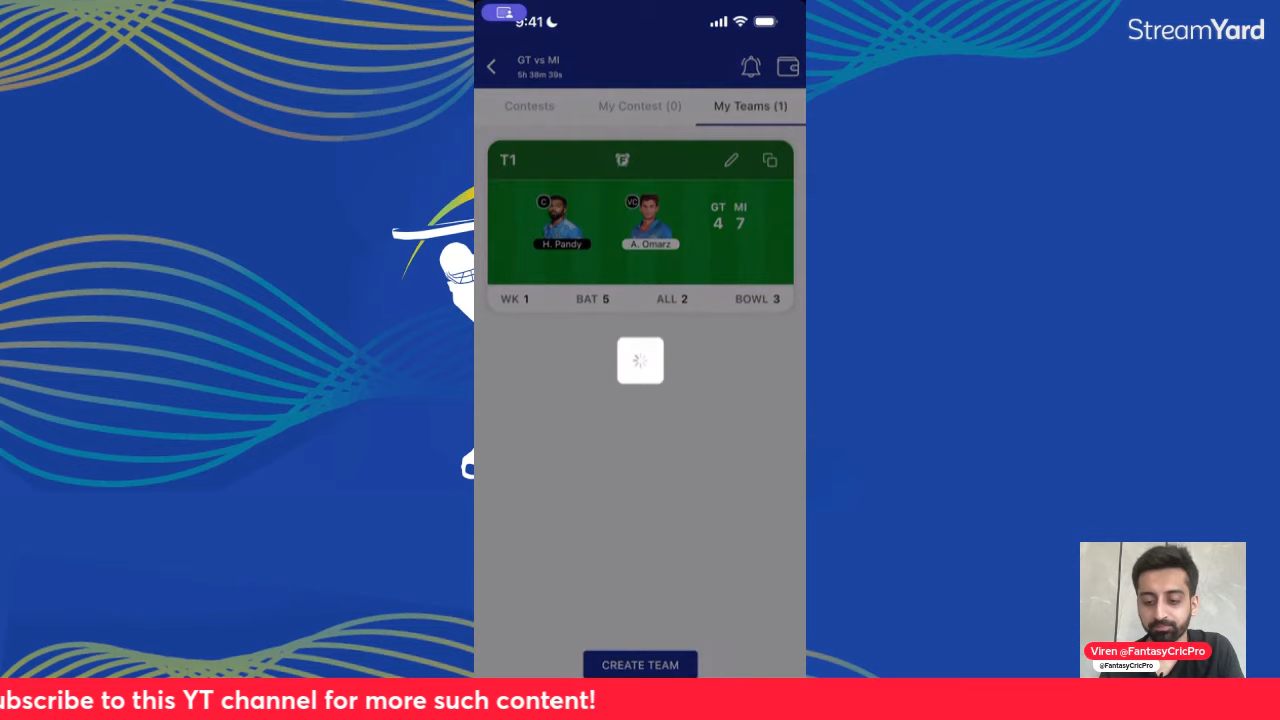 StreamYard
9:41
GT vs MI
5h 38m 39s
Contests
My Contest (0)
My Teams (1)
T1
F
C
VC
H. Pandy
A. Omarz
GT MI
4 7
WK 1
BAT 5
ALL 2
BOWL 3
CREATE TEAM
Viren @FantasyCricPro
@FantasyCricPro
ubscribe to this YT channel for more such content!